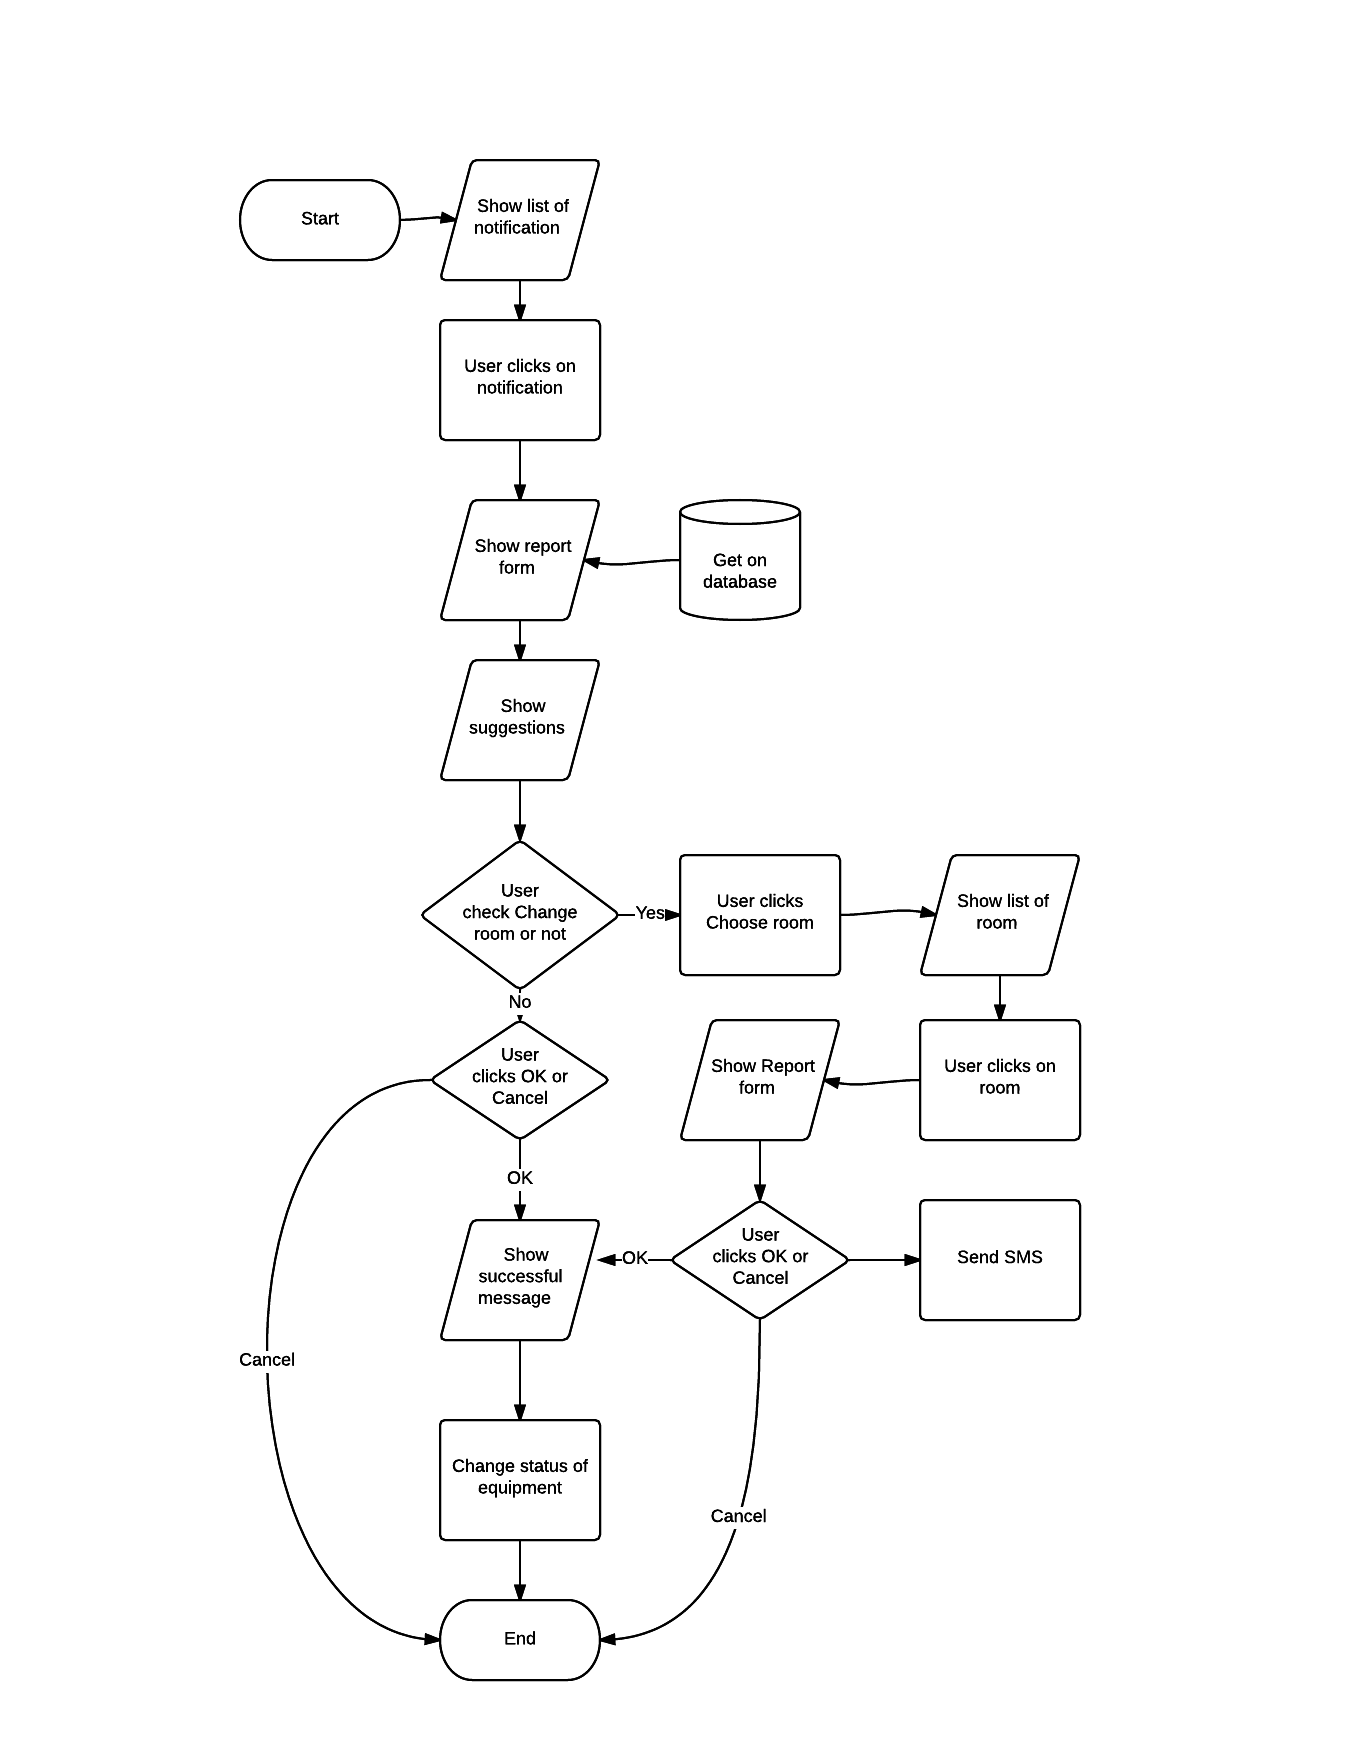 Start
Show list of
notification
User clicks on
notification
Show report
form
Get on
database
Show
suggestions
User
check Change
room or not
Yes
User clicks
Choose room
Show list of
room
No
User
clicks OK or
Cancel
Show Report
form
User clicks on
room
OK
Show
successful
message
OK
User
clicks OK or
Cancel
Send SMS
Cancel
Change status of
equipment
Cancel
End